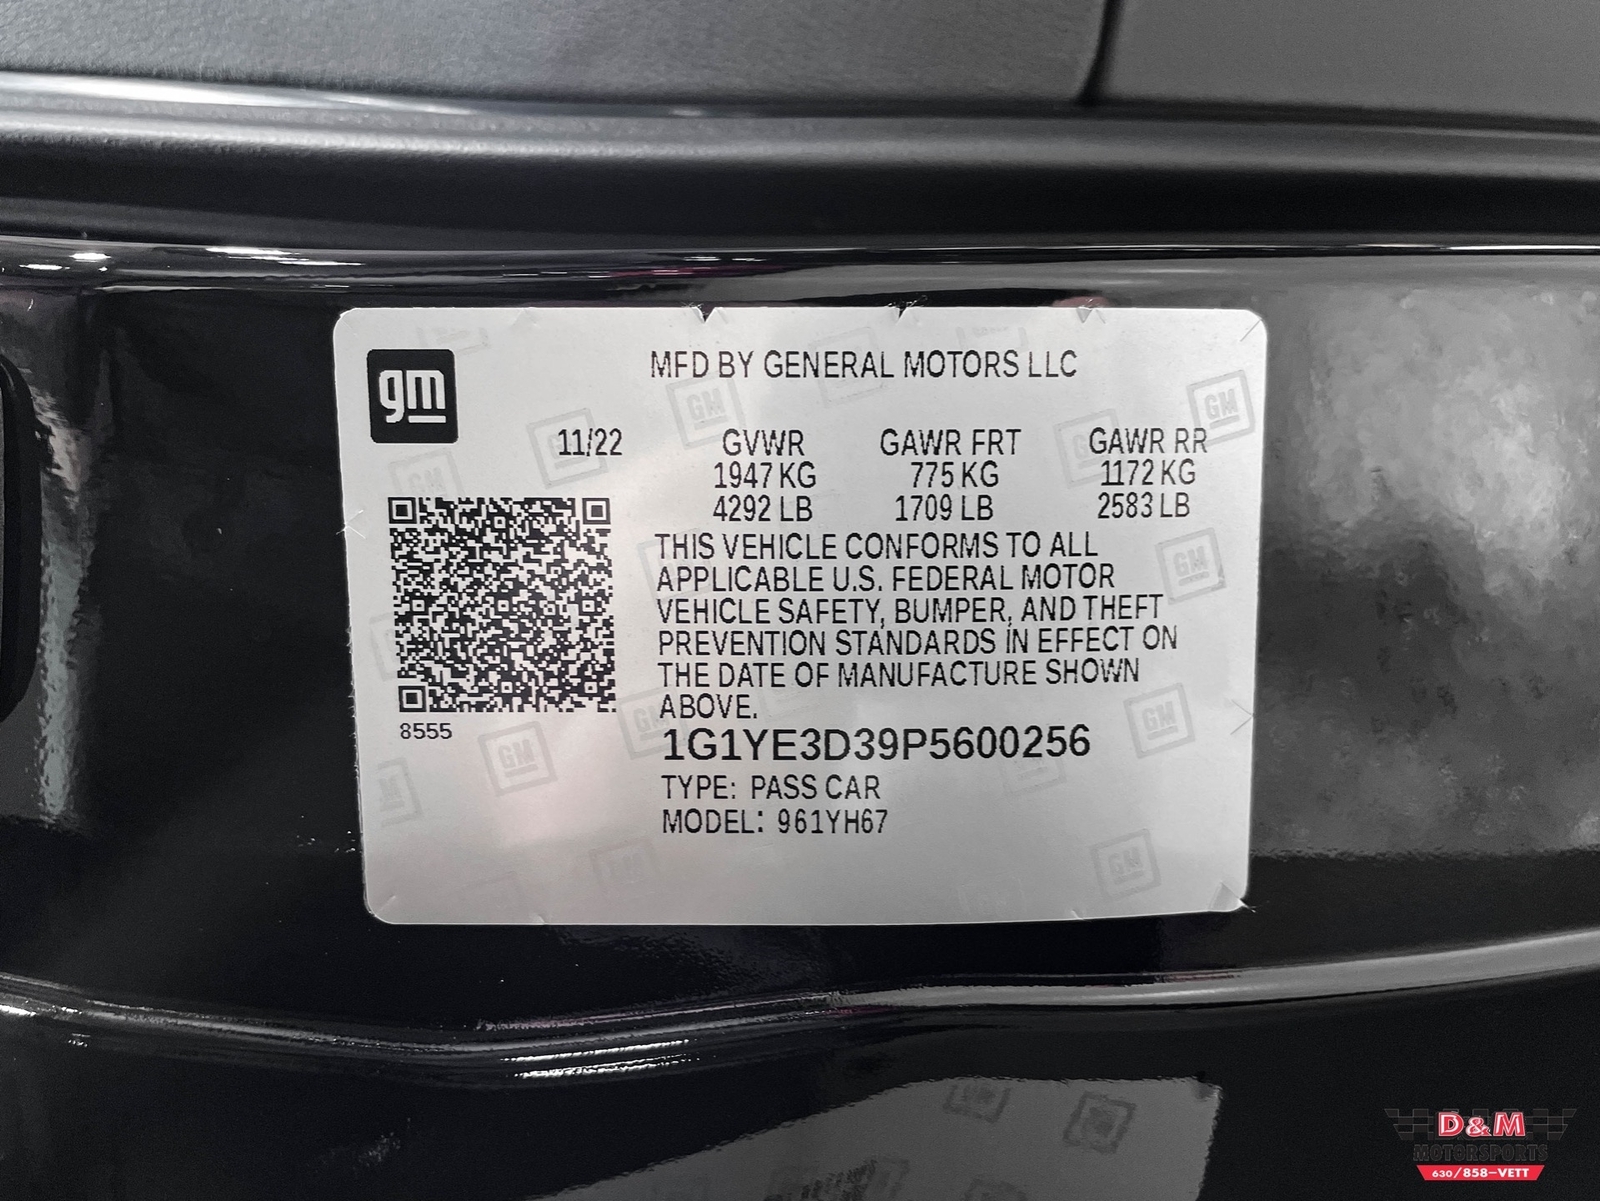 gm
MFD BY GENERAL MOTORS LLC
11/22 GVWR GAWR FRT GAWR RR
1947 KG 775 KG 1172 KG
4292 LB 1709 LB 2583 LB
THIS VEHICLE CONFORMS TO ALL
APPLICABLE U.S. FEDERAL MOTOR
VEHICLE SAFETY, BUMPER, AND THEFT
PREVENTION STANDARDS IN EFFECT ON
THE DATE OF MANUFACTURE SHOWN
ABOVE.
8555
1G1YE3D39P5600256
TYPE: PASS CAR
MODEL: 961YH67
D&M
MOTORSPORTS
630/858-VETT